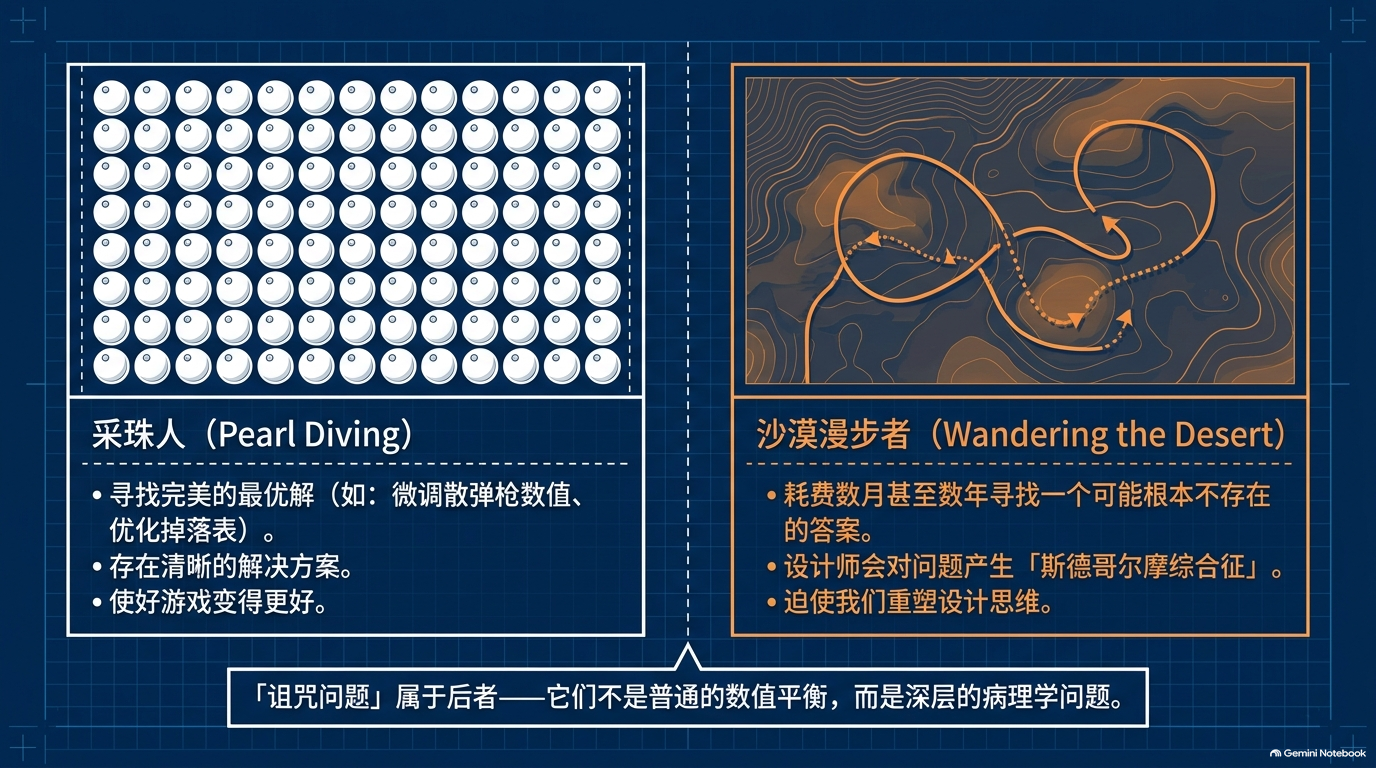 采珠人（Pearl Diving）
• 寻找完美的最优解（如：微调散弹枪数值、
优化掉落表）。
• 存在清晰的解决方案。
• 使好游戏变得更好。
沙漠漫步者（Wandering the Desert）
• 耗费数月甚至数年寻找一个可能根本不存在
的答案。
• 设计师会对问题产生「斯德哥尔摩综合征」。
• 迫使我们重塑设计思维。
「诅咒问题」属于后者——它们不是普通的数值平衡，而是深层的病理学问题。
Gemini Notebook